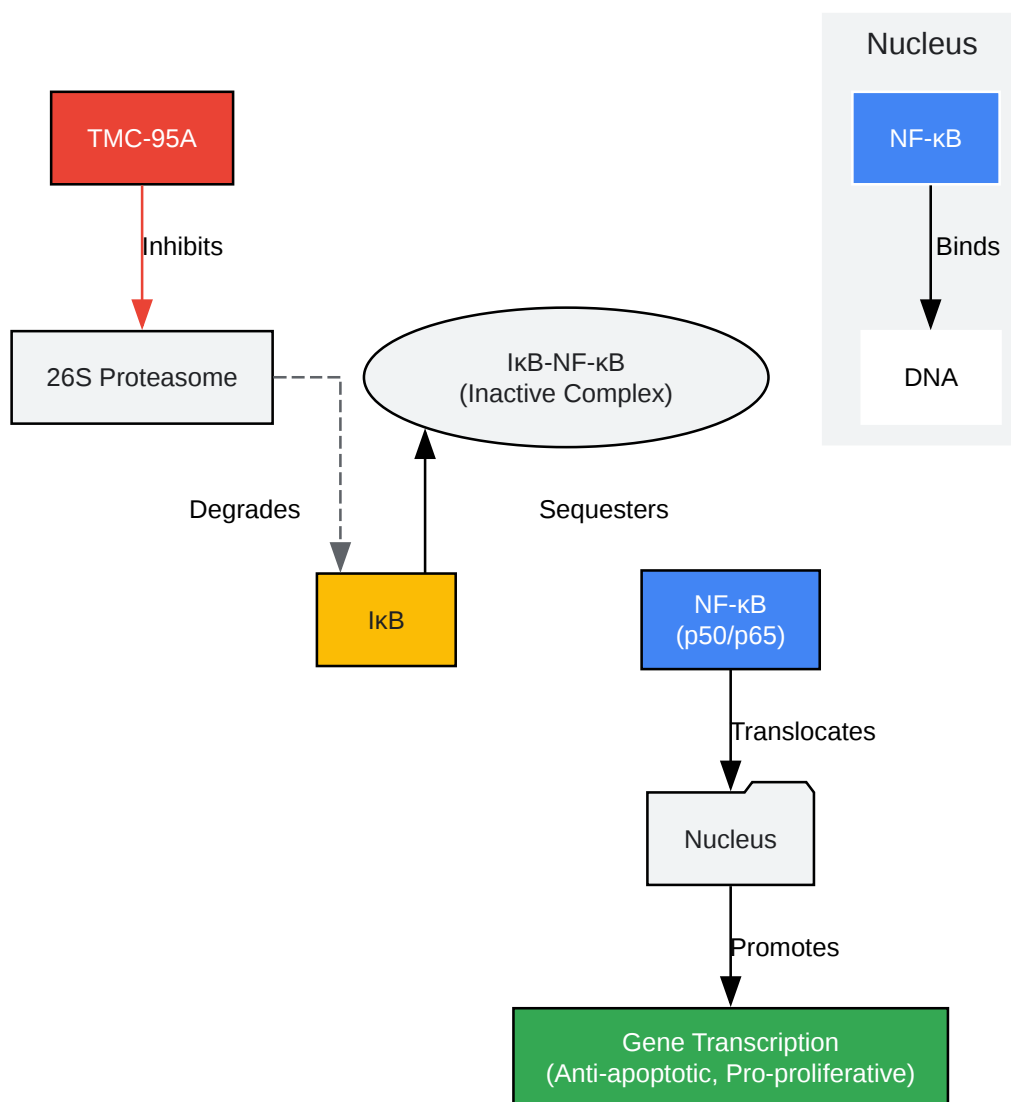 Nucleus
TMC-95A
NF-κB
Inhibits
Binds
26S Proteasome
IκB-NF-κB
(Inactive Complex)
DNA
Degrades
Sequesters
IκB
NF-κB
(p50/p65)
Translocates
Nucleus
Promotes
Gene Transcription
(Anti-apoptotic, Pro-proliferative)